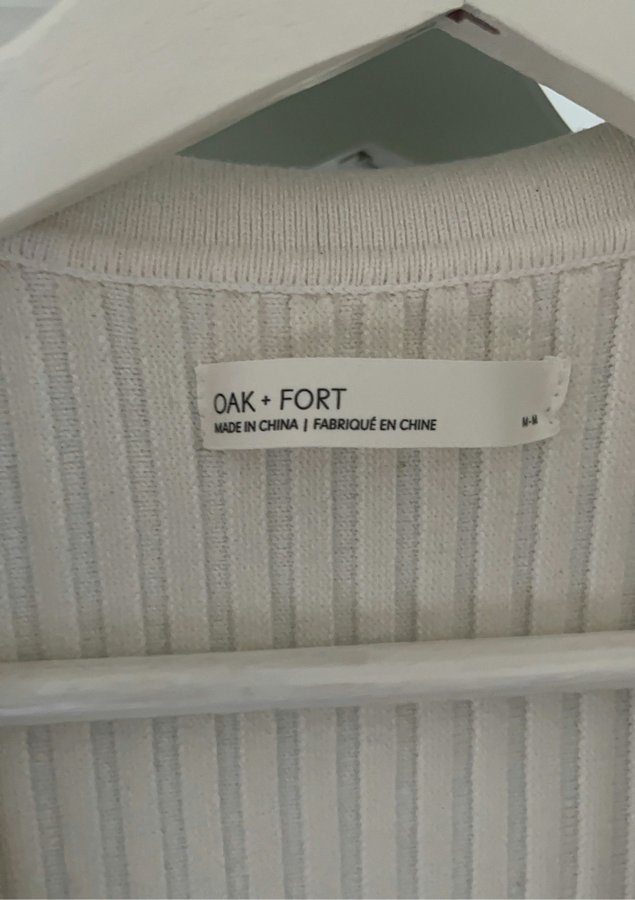 OAK + FORT
MADE IN CHINA | FABRIQUÉ EN CHINE
M-M